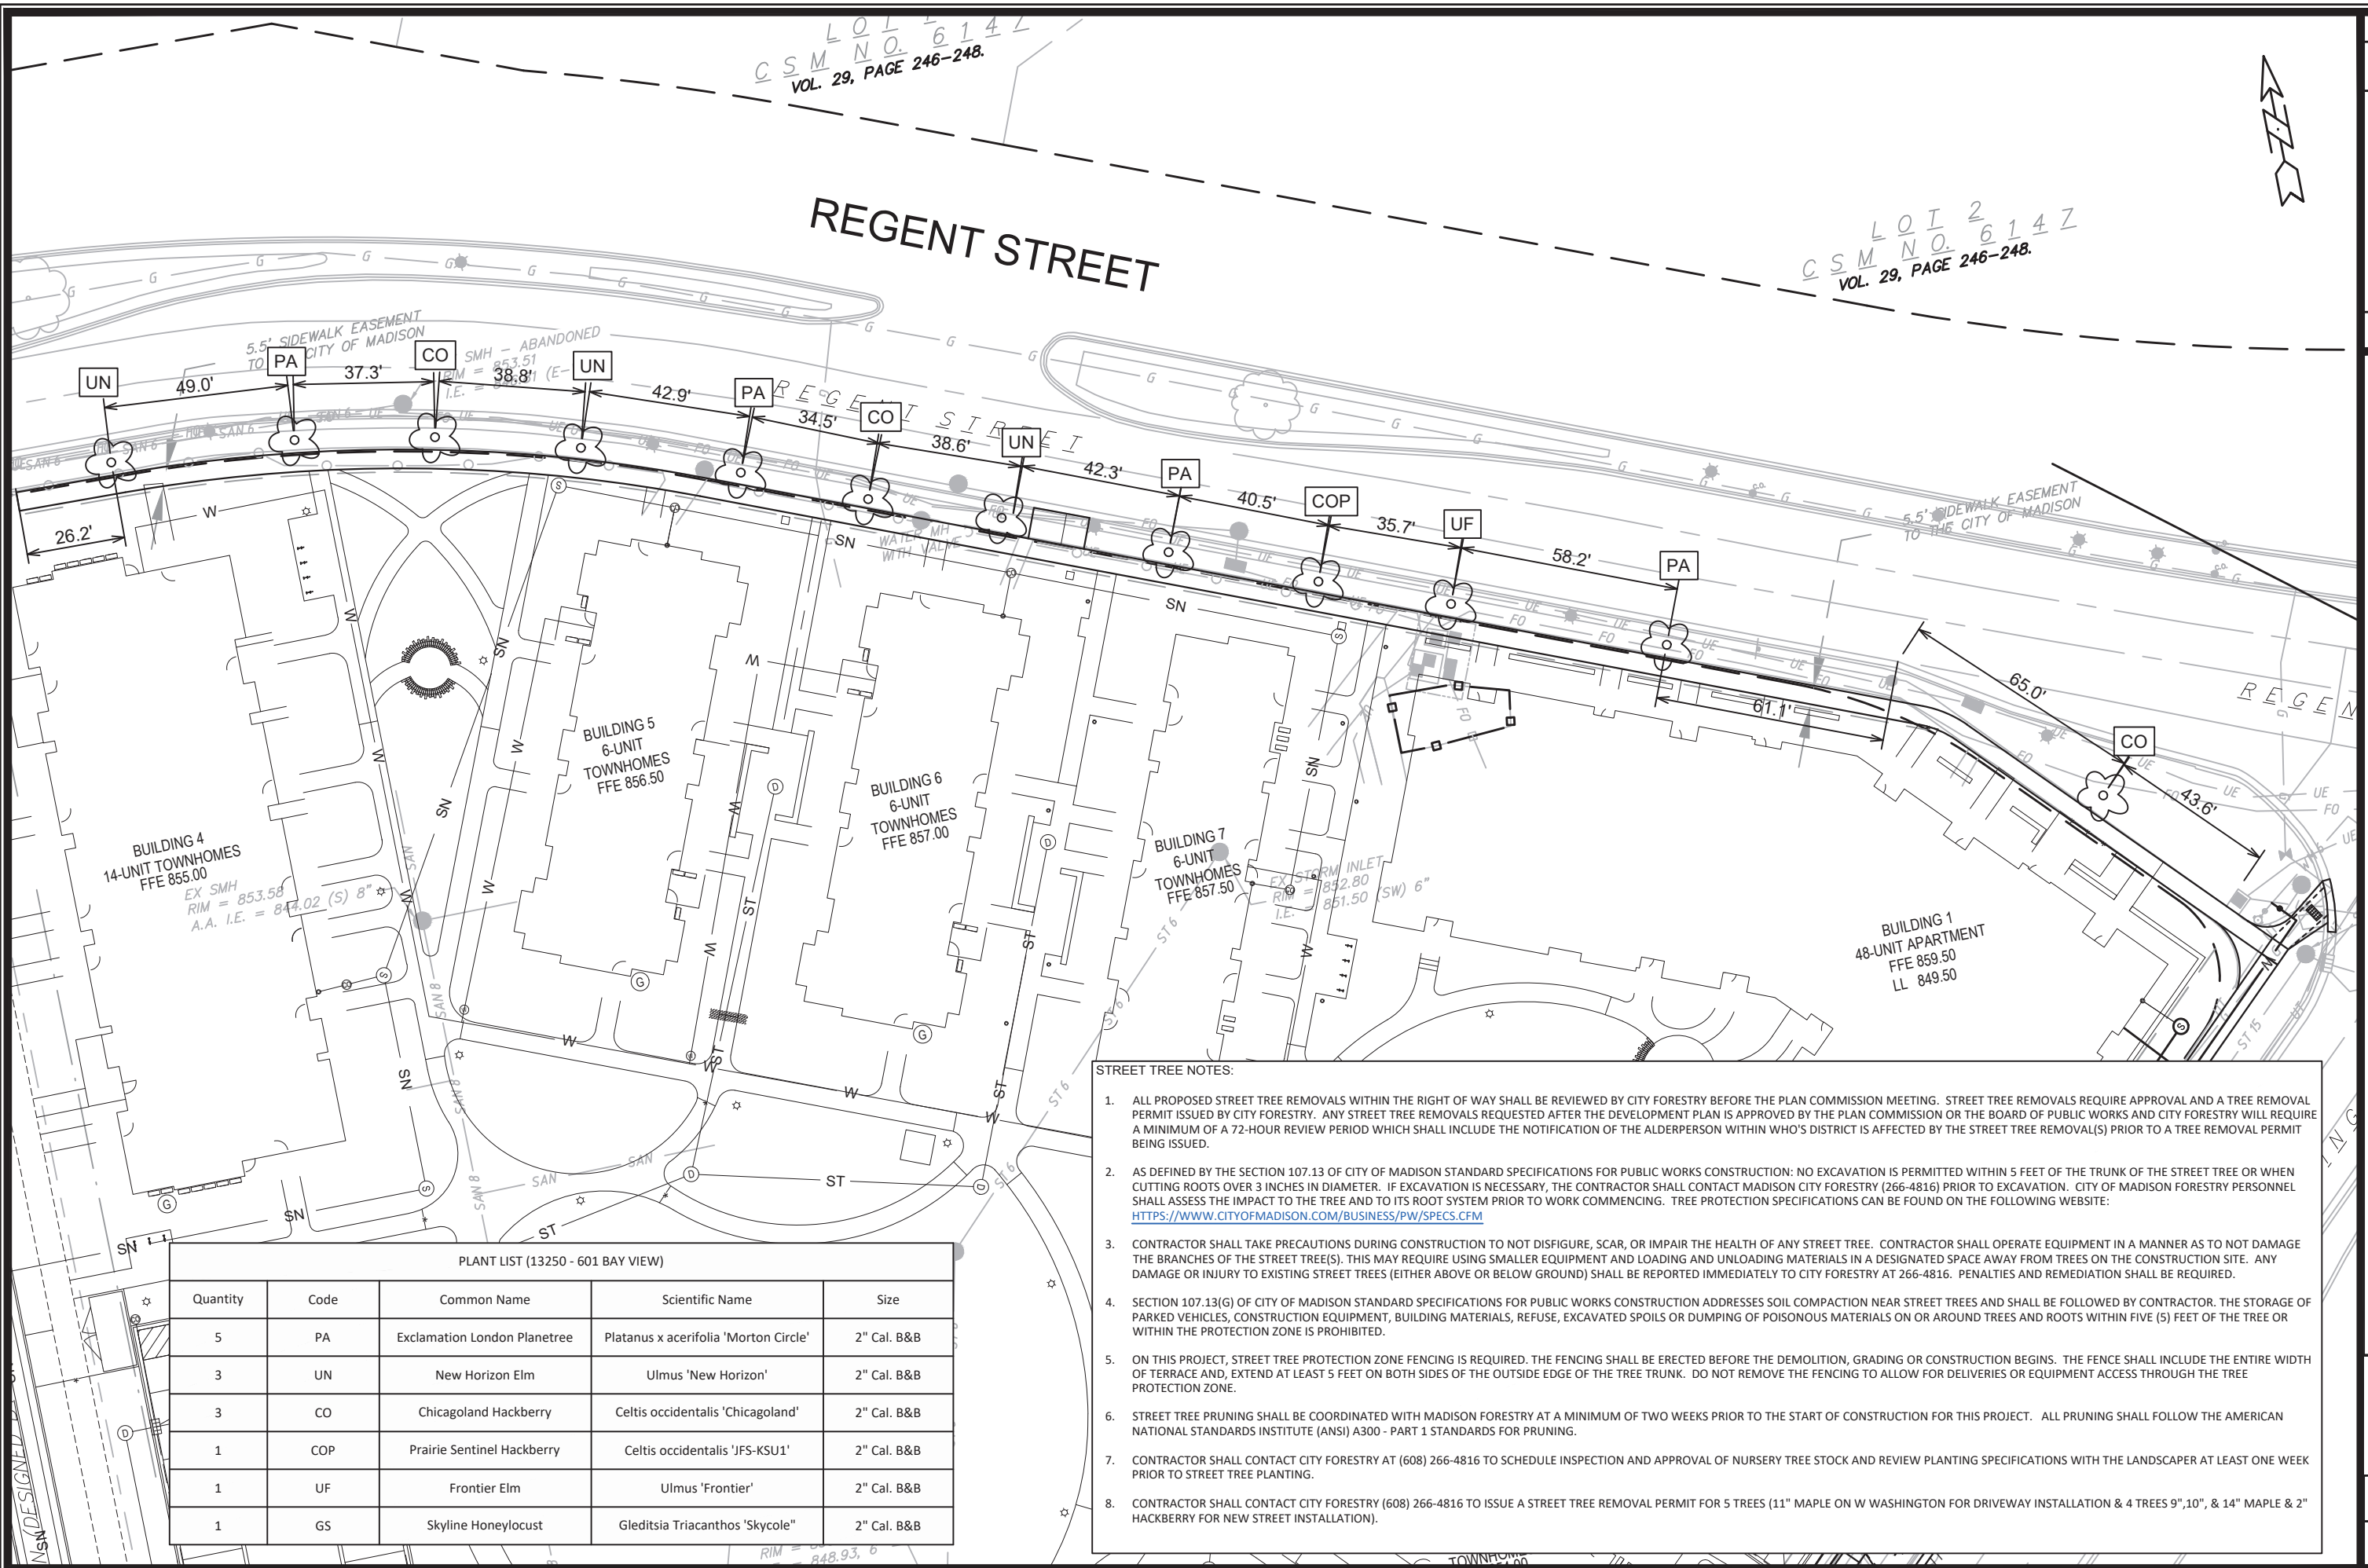 CSM NO. 6147
VOL. 29, PAGE 246-248.
REGENT STREET
LOT 2
CSM NO. 6147
VOL. 29, PAGE 246-248.
5.5' SIDEWALK EASEMENT
CITY OF MADISON
SMH - ABANDONED
RIM = 853.51
UN
49.0'
PA
37.3'
CO
38.8'
UN
42.9'
PA
34.5'
CO
38.6'
UN
42.3'
PA
40.5'
COP
35.7'
UF
58.2'
PA
REGENT STREET
5.5' SIDEWALK EASEMENT
TO THE CITY OF MADISON
26.2'
61.1'
65.0'
CO
43.6'
WATER MH
WITH VALVE
BUILDING 4
14-UNIT TOWNHOMES
FFE 855.00
EX SMH
RIM = 853.58
A.A. I.E. = 844.02 (S) 8"
BUILDING 5
6-UNIT
TOWNHOMES
FFE 856.50
BUILDING 6
6-UNIT
TOWNHOMES
FFE 857.00
BUILDING 7
6-UNIT
TOWNHOMES
FFE 857.50
EX STORM INLET
RIM = 852.80
I.E. = 851.50 (SW) 6"
BUILDING 1
48-UNIT APARTMENT
FFE 859.50
LL 849.50
STREET TREE NOTES:
1. ALL PROPOSED STREET TREE REMOVALS WITHIN THE RIGHT OF WAY SHALL BE REVIEWED BY CITY FORESTRY BEFORE THE PLAN COMMISSION MEETING. STREET TREE REMOVALS REQUIRE APPROVAL AND A TREE REMOVAL
PERMIT ISSUED BY CITY FORESTRY. ANY STREET TREE REMOVALS REQUESTED AFTER THE DEVELOPMENT PLAN IS APPROVED BY THE PLAN COMMISSION OR THE BOARD OF PUBLIC WORKS AND CITY FORESTRY WILL REQUIRE
A MINIMUM OF A 72-HOUR REVIEW PERIOD WHICH SHALL INCLUDE THE NOTIFICATION OF THE ALDERPERSON WITHIN WHO'S DISTRICT IS AFFECTED BY THE STREET TREE REMOVAL(S) PRIOR TO A TREE REMOVAL PERMIT
BEING ISSUED.
2. AS DEFINED BY THE SECTION 107.13 OF CITY OF MADISON STANDARD SPECIFICATIONS FOR PUBLIC WORKS CONSTRUCTION: NO EXCAVATION IS PERMITTED WITHIN 5 FEET OF THE TRUNK OF THE STREET TREE OR WHEN
CUTTING ROOTS OVER 3 INCHES IN DIAMETER. IF EXCAVATION IS NECESSARY, THE CONTRACTOR SHALL CONTACT MADISON CITY FORESTRY (266-4816) PRIOR TO EXCAVATION. CITY OF MADISON FORESTRY PERSONNEL
SHALL ASSESS THE IMPACT TO THE TREE AND TO ITS ROOT SYSTEM PRIOR TO WORK COMMENCING. TREE PROTECTION SPECIFICATIONS CAN BE FOUND ON THE FOLLOWING WEBSITE:
HTTPS://WWW.CITYOFMADISON.COM/BUSINESS/PW/SPECS.CFM
3. CONTRACTOR SHALL TAKE PRECAUTIONS DURING CONSTRUCTION TO NOT DISFIGURE, SCAR, OR IMPAIR THE HEALTH OF ANY STREET TREE. CONTRACTOR SHALL OPERATE EQUIPMENT IN A MANNER AS TO NOT DAMAGE
THE BRANCHES OF THE STREET TREE(S). THIS MAY REQUIRE USING SMALLER EQUIPMENT AND LOADING AND UNLOADING MATERIALS IN A DESIGNATED SPACE AWAY FROM TREES ON THE CONSTRUCTION SITE. ANY
DAMAGE OR INJURY TO EXISTING STREET TREES (EITHER ABOVE OR BELOW GROUND) SHALL BE REPORTED IMMEDIATELY TO CITY FORESTRY AT 266-4816. PENALTIES AND REMEDIATION SHALL BE REQUIRED.
4. SECTION 107.13(G) OF CITY OF MADISON STANDARD SPECIFICATIONS FOR PUBLIC WORKS CONSTRUCTION ADDRESSES SOIL COMPACTION NEAR STREET TREES AND SHALL BE FOLLOWED BY CONTRACTOR. THE STORAGE OF
PARKED VEHICLES, CONSTRUCTION EQUIPMENT, BUILDING MATERIALS, REFUSE, EXCAVATED SPOILS OR DUMPING OF POISONOUS MATERIALS ON OR AROUND TREES AND ROOTS WITHIN FIVE (5) FEET OF THE TREE OR
WITHIN THE PROTECTION ZONE IS PROHIBITED.
5. ON THIS PROJECT, STREET TREE PROTECTION ZONE FENCING IS REQUIRED. THE FENCING SHALL BE ERECTED BEFORE THE DEMOLITION, GRADING OR CONSTRUCTION BEGINS. THE FENCE SHALL INCLUDE THE ENTIRE WIDTH
OF TERRACE AND, EXTEND AT LEAST 5 FEET ON BOTH SIDES OF THE OUTSIDE EDGE OF THE TREE TRUNK. DO NOT REMOVE THE FENCING TO ALLOW FOR DELIVERIES OR EQUIPMENT ACCESS THROUGH THE TREE
PROTECTION ZONE.
6. STREET TREE PRUNING SHALL BE COORDINATED WITH MADISON FORESTRY AT A MINIMUM OF TWO WEEKS PRIOR TO THE START OF CONSTRUCTION FOR THIS PROJECT. ALL PRUNING SHALL FOLLOW THE AMERICAN
NATIONAL STANDARDS INSTITUTE (ANSI) A300 - PART 1 STANDARDS FOR PRUNING.
7. CONTRACTOR SHALL CONTACT CITY FORESTRY AT (608) 266-4816 TO SCHEDULE INSPECTION AND APPROVAL OF NURSERY TREE STOCK AND REVIEW PLANTING SPECIFICATIONS WITH THE LANDSCAPER AT LEAST ONE WEEK
PRIOR TO STREET TREE PLANTING.
8. CONTRACTOR SHALL CONTACT CITY FORESTRY (608) 266-4816 TO ISSUE A STREET TREE REMOVAL PERMIT FOR 5 TREES (11" MAPLE ON W WASHINGTON FOR DRIVEWAY INSTALLATION & 4 TREES 9",10", & 14" MAPLE & 2"
HACKBERRY FOR NEW STREET INSTALLATION).
PLANT LIST (13250 - 601 BAY VIEW)
Quantity Code Common Name Scientific Name Size
5 PA Exclamation London Planetree Platanus x acerifolia 'Morton Circle' 2" Cal. B&B
3 UN New Horizon Elm Ulmus 'New Horizon' 2" Cal. B&B
3 CO Chicagoland Hackberry Celtis occidentalis 'Chicagoland' 2" Cal. B&B
1 COP Prairie Sentinel Hackberry Celtis occidentalis 'JFS-KSU1' 2" Cal. B&B
1 UF Frontier Elm Ulmus 'Frontier' 2" Cal. B&B
1 GS Skyline Honeylocust Gleditsia Triacanthos 'Skycole" 2" Cal. B&B